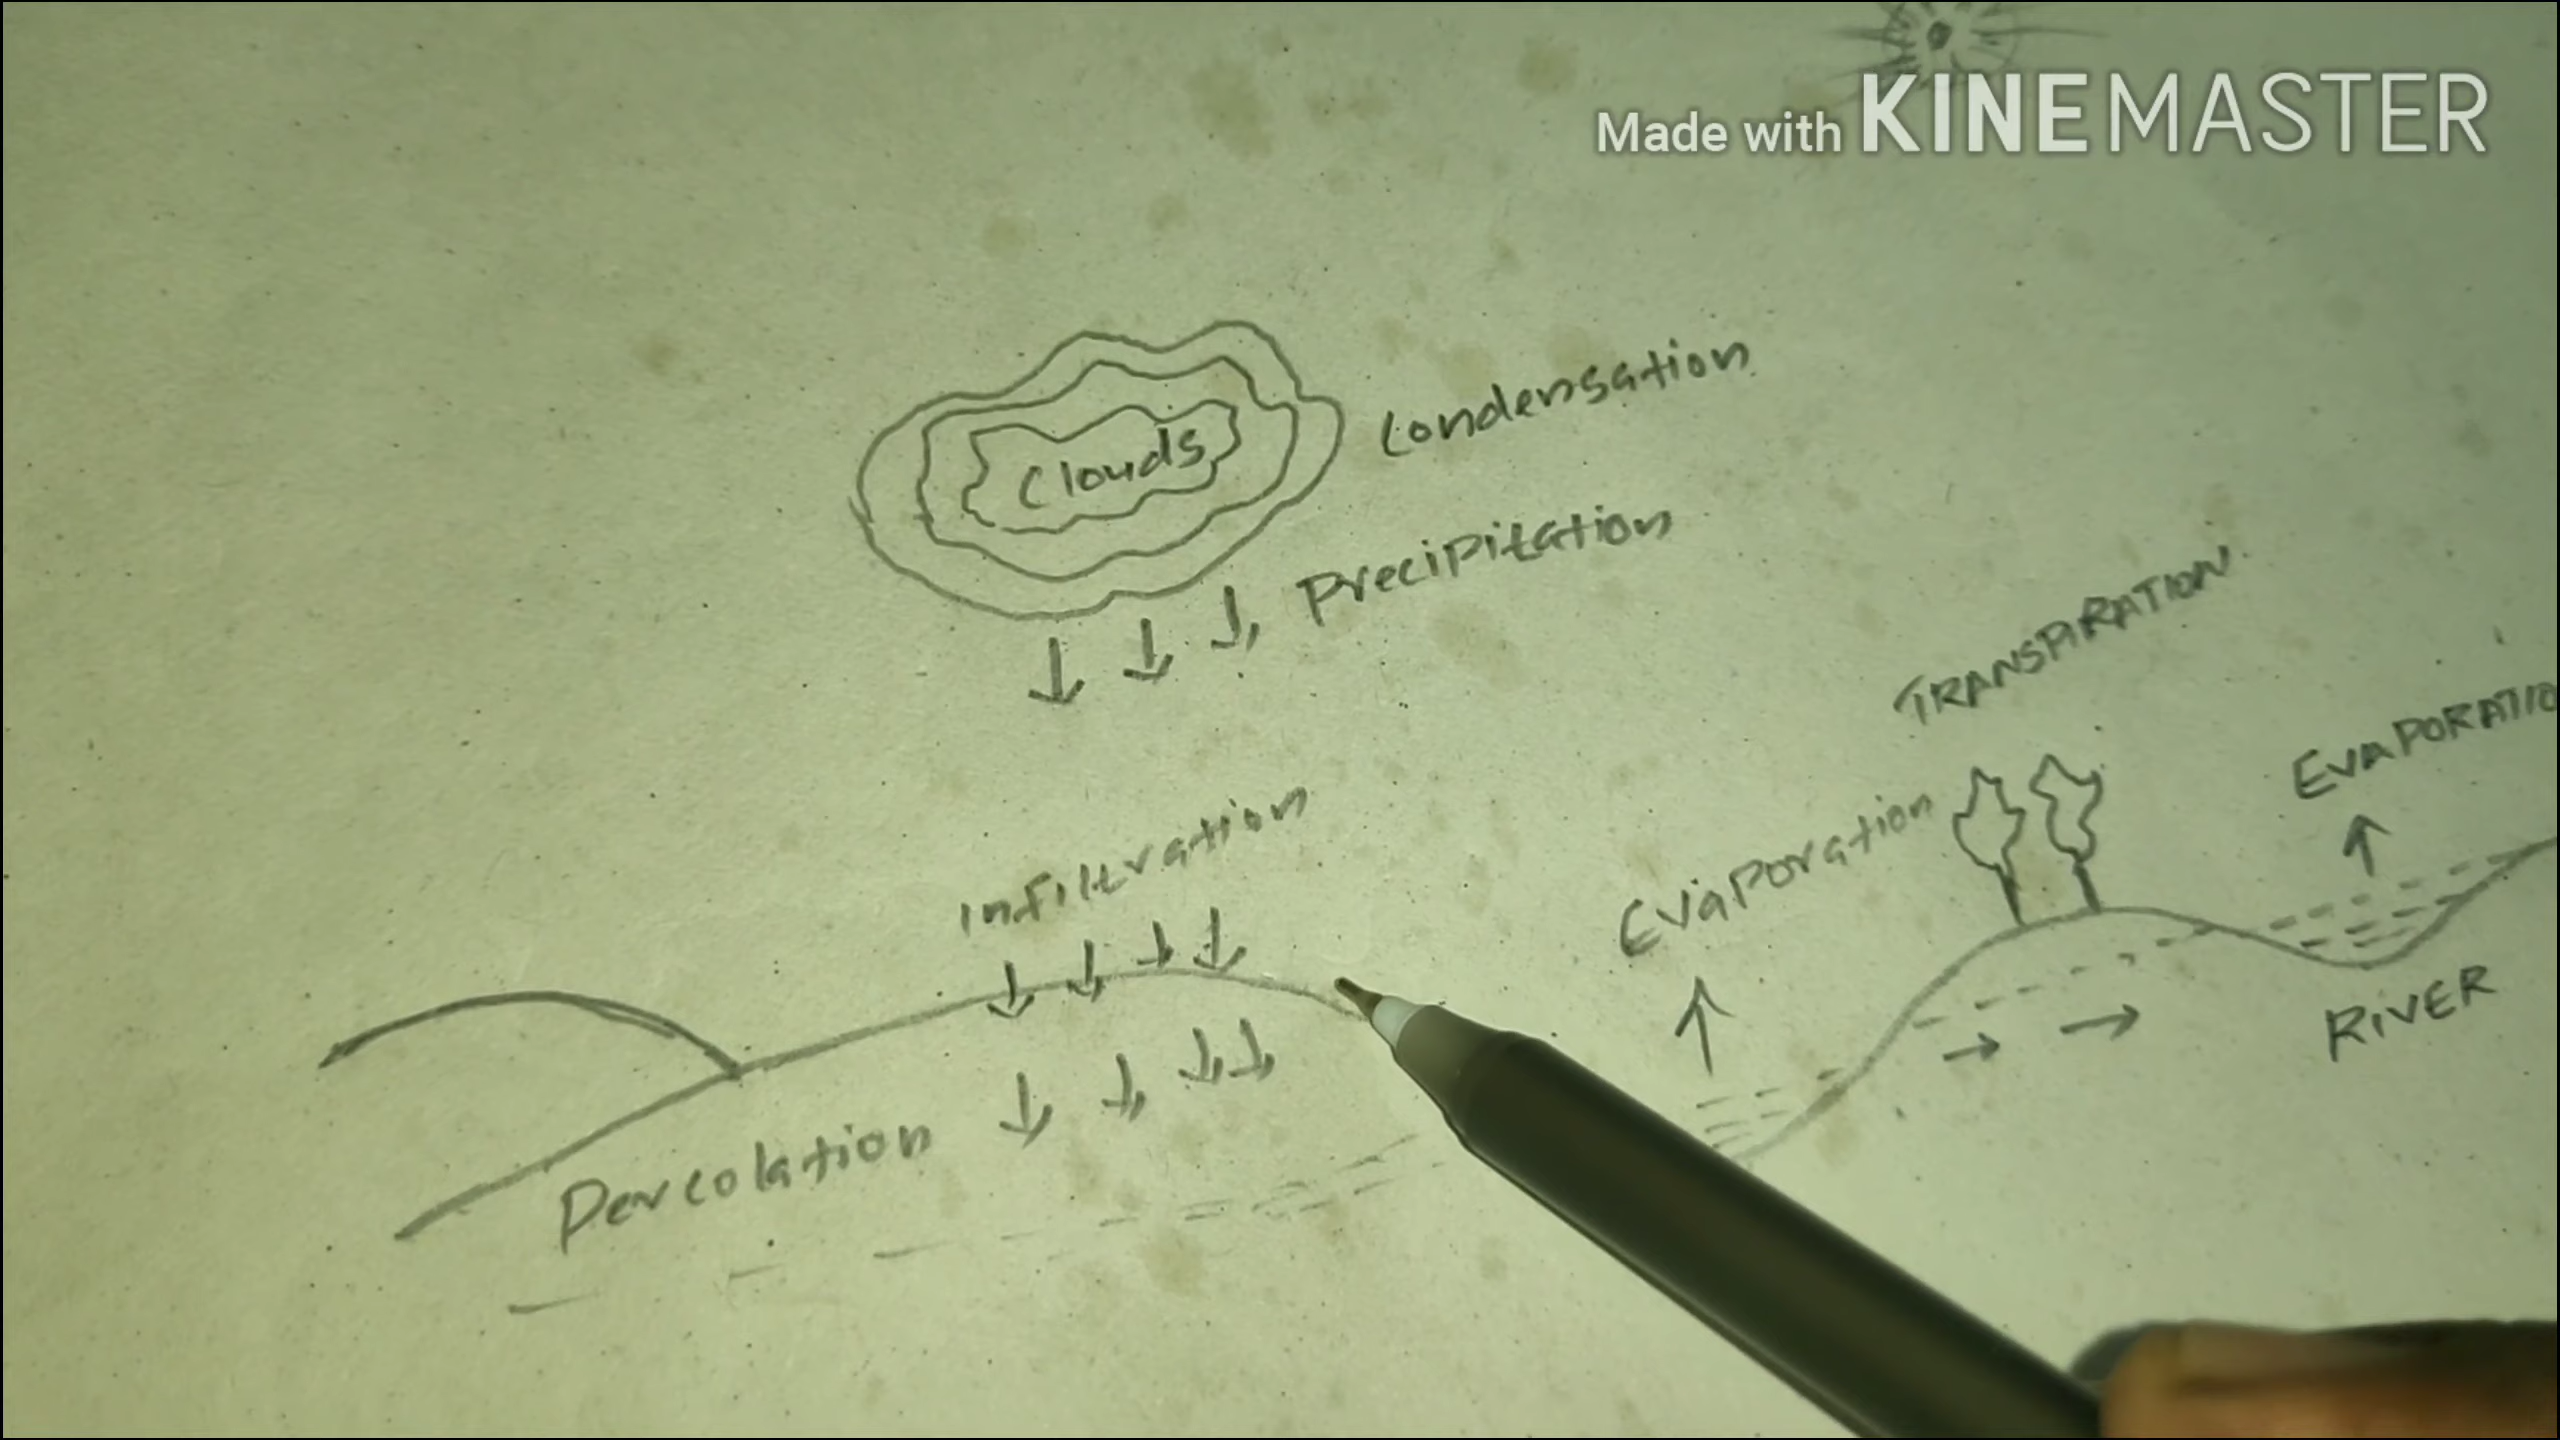 Made with KINEMASTER
Clouds
Condensation
Precipitation
TRANSPIRATION
EVAPORATIO
Infiltration
Evaporation
RIVER
Percolation